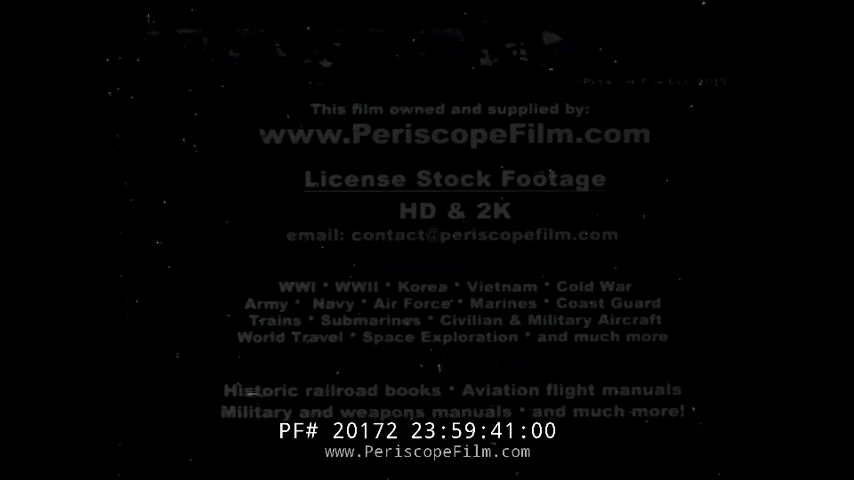 This film owned and supplied by:
www.PeriscopeFilm.com
License Stock Footage
HD & 2K
email: contact@periscopefilm.com
WWI * WWII * Korea * Vietnam * Cold War
Army * Navy * Air Force * Marines * Coast Guard
Trains * Submarines * Civilian & Military Aircraft
World Travel * Space Exploration * and much more
Historic railroad books * Aviation flight manuals
Military and weapons manuals * and much more!
PF# 20172 23:59:41:00
www.PeriscopeFilm.com